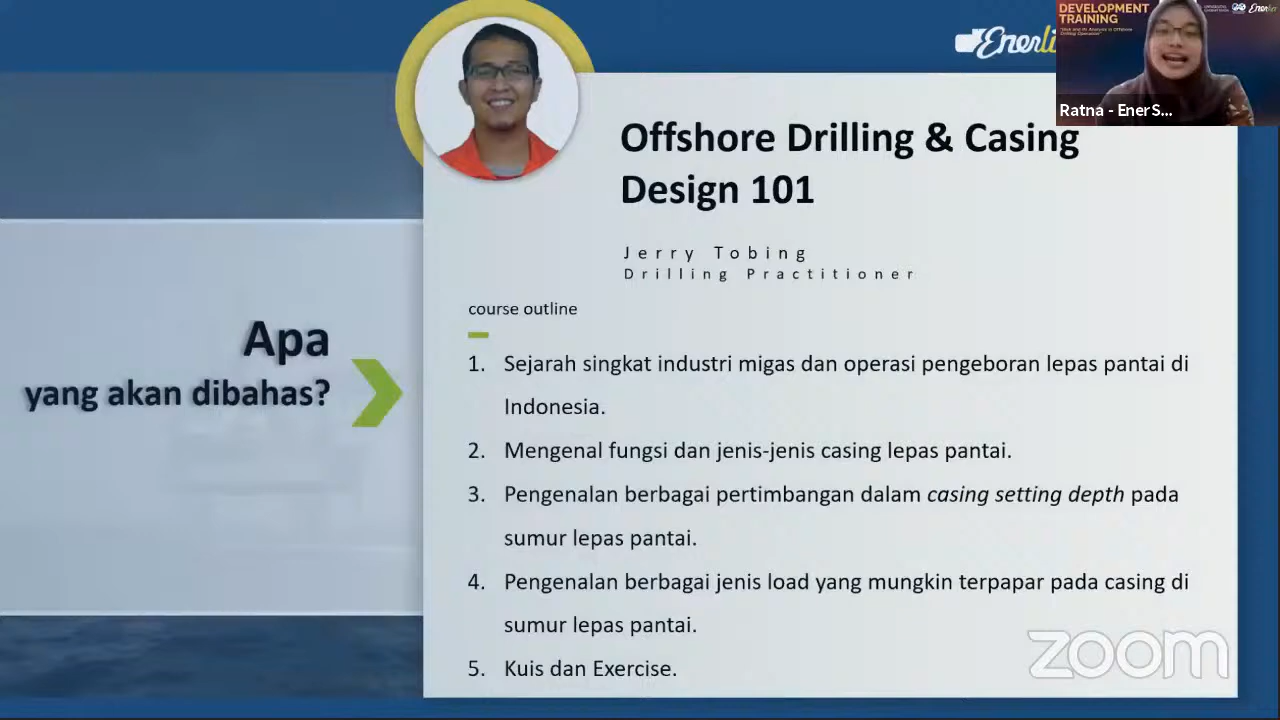 DEVELOPMENT
TRAINING
Ratna - Ener S...
Offshore Drilling & Casing
Design 101
Jerry Tobing
Drilling Practitioner
course outline
Apa
yang akan dibahas?
1. Sejarah singkat industri migas dan operasi pengeboran lepas pantai di
Indonesia.
2. Mengenal fungsi dan jenis-jenis casing lepas pantai.
3. Pengenalan berbagai pertimbangan dalam casing setting depth pada
sumur lepas pantai.
4. Pengenalan berbagai jenis load yang mungkin terpapar pada casing di
sumur lepas pantai.
5. Kuis dan Exercise.
zoom